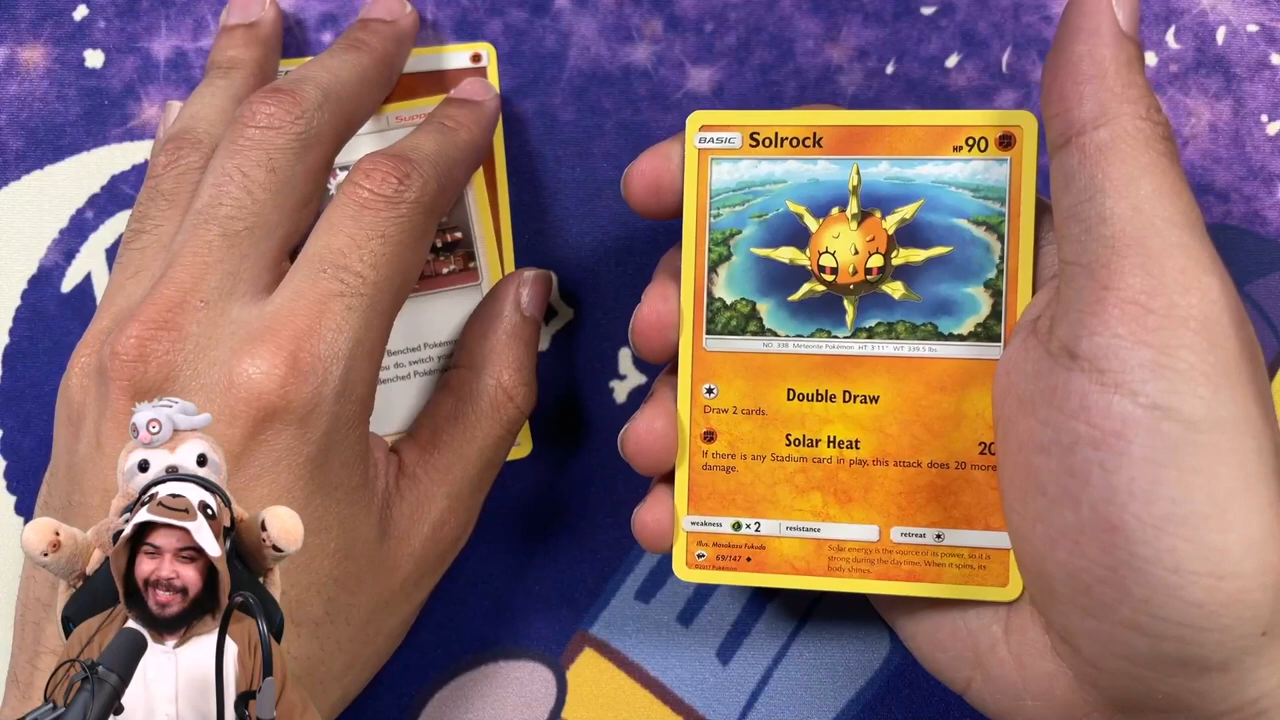 Supp
Benched Pokém
ou do, switch your
Benched Pokém
BASIC Solrock HP 90
NO. 338 Meteorite Pokémon HT: 3'11" WT: 339.5 lbs
Double Draw
Draw 2 cards.
Solar Heat 20
If there is any Stadium card in play, this attack does 20 more
damage.
weakness ×2 resistance retreat
Illus. Masakazu Fukuda
69/147
©2017 Pokémon
Solar energy is the source of its power, so it is
strong during the daytime. When it spins, its
body shines.